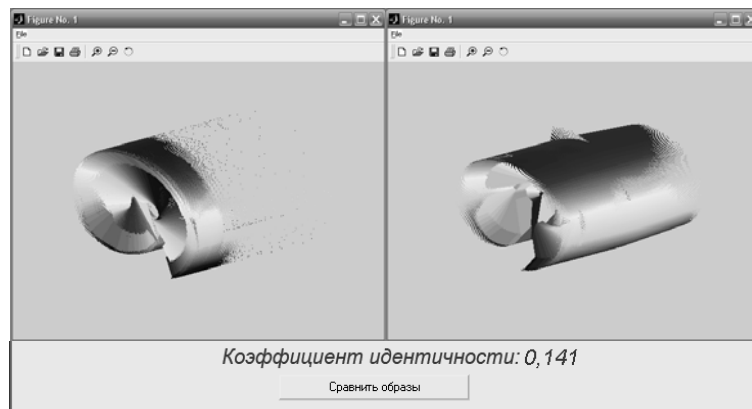 Figure No. 1
File
Figure No. 1
File
Коэффициент идентичности: 0,141
Сравнить образы